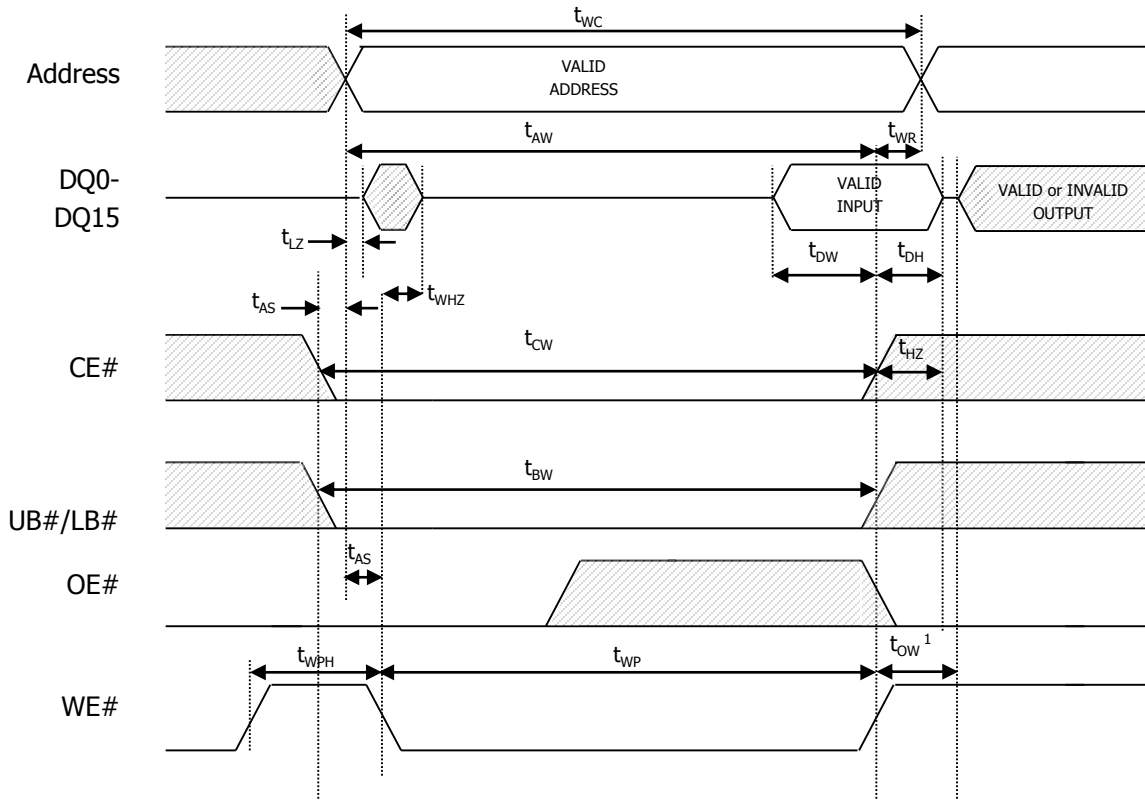 tWC
Address
VALID
ADDRESS
tAW
tWR
DQ0-
DQ15
VALID
INPUT
VALID or INVALID
OUTPUT
tLZ
tDW
tDH
tAS
tWHZ
CE#
tCW
tHZ
UB#/LB#
tBW
OE#
tAS
tWPH
tWP
tOW 1
WE#